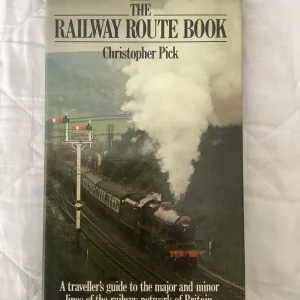 THE
RAILWAY ROUTE BOOK
Christopher Pick
A traveller's guide to the major and minor
lines of the railway network of Britain